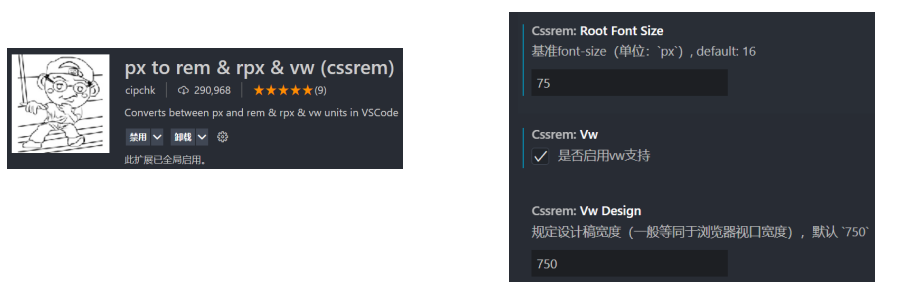 px to rem & rpx & vw (cssrem)
cipchk 290,968 ★★★★★(9)
Converts between px and rem & rpx & vw units in VSCode
禁用 卸载
此扩展已全局启用。
Cssrem: Root Font Size
基准font-size（单位：`px`）, default: 16
75
Cssrem: Vw
是否启用vw支持
Cssrem: Vw Design
规定设计稿宽度（一般等同于浏览器视口宽度），默认 `750`
750